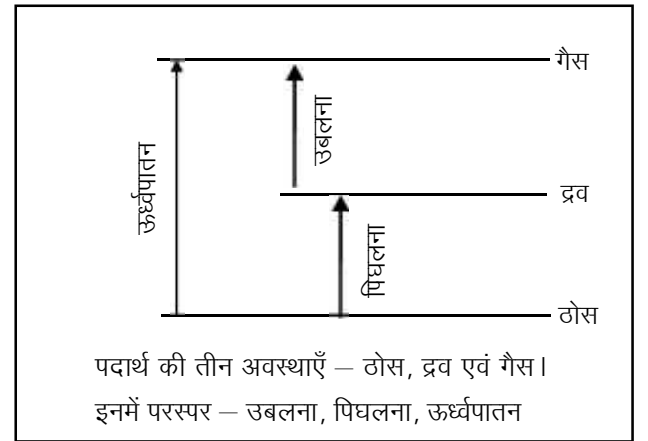 गैस
उबलना
ऊर्ध्वपातन
द्रव
पिघलना
ठोस
पदार्थ की तीन अवस्थाएँ – ठोस, द्रव एवं गैस।
इनमें परस्पर – उबलना, पिघलना, ऊर्ध्वपातन